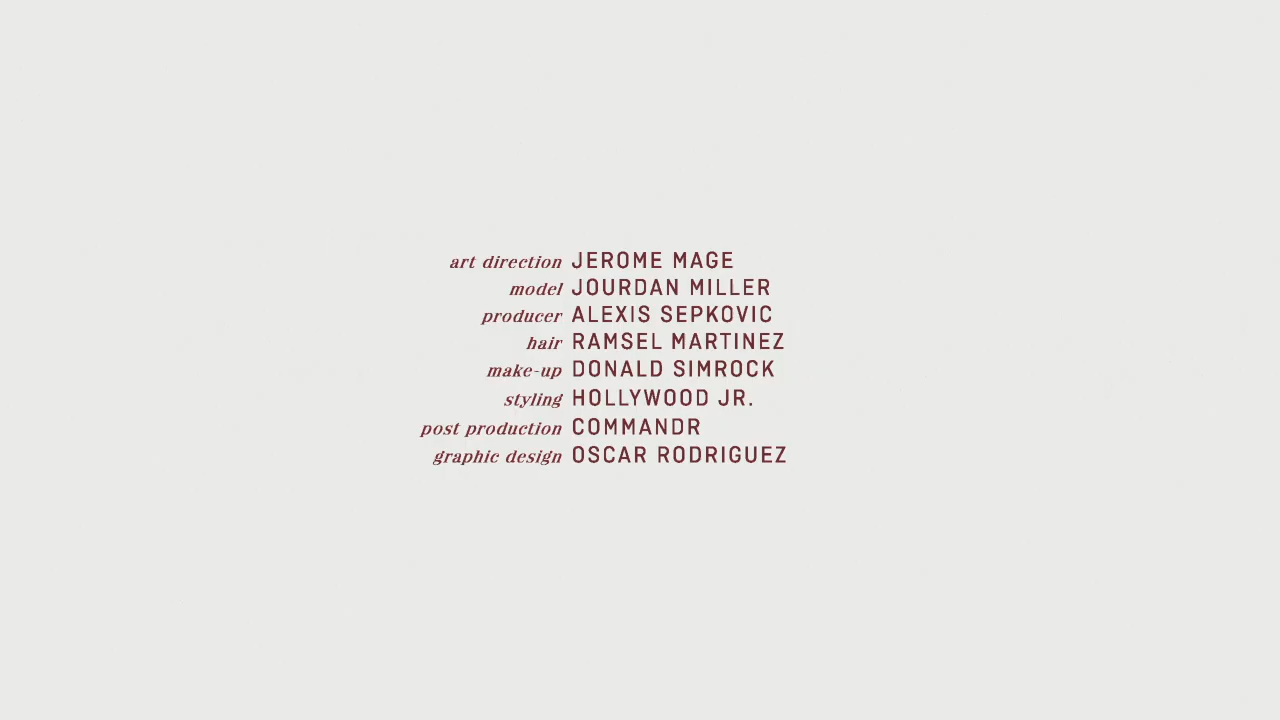 art direction JEROME MAGE
model JOURDAN MILLER
producer ALEXIS SEPKOVIC
hair RAMSEL MARTINEZ
make-up DONALD SIMROCK
styling HOLLYWOOD JR.
post production COMMANDR
graphic design OSCAR RODRIGUEZ